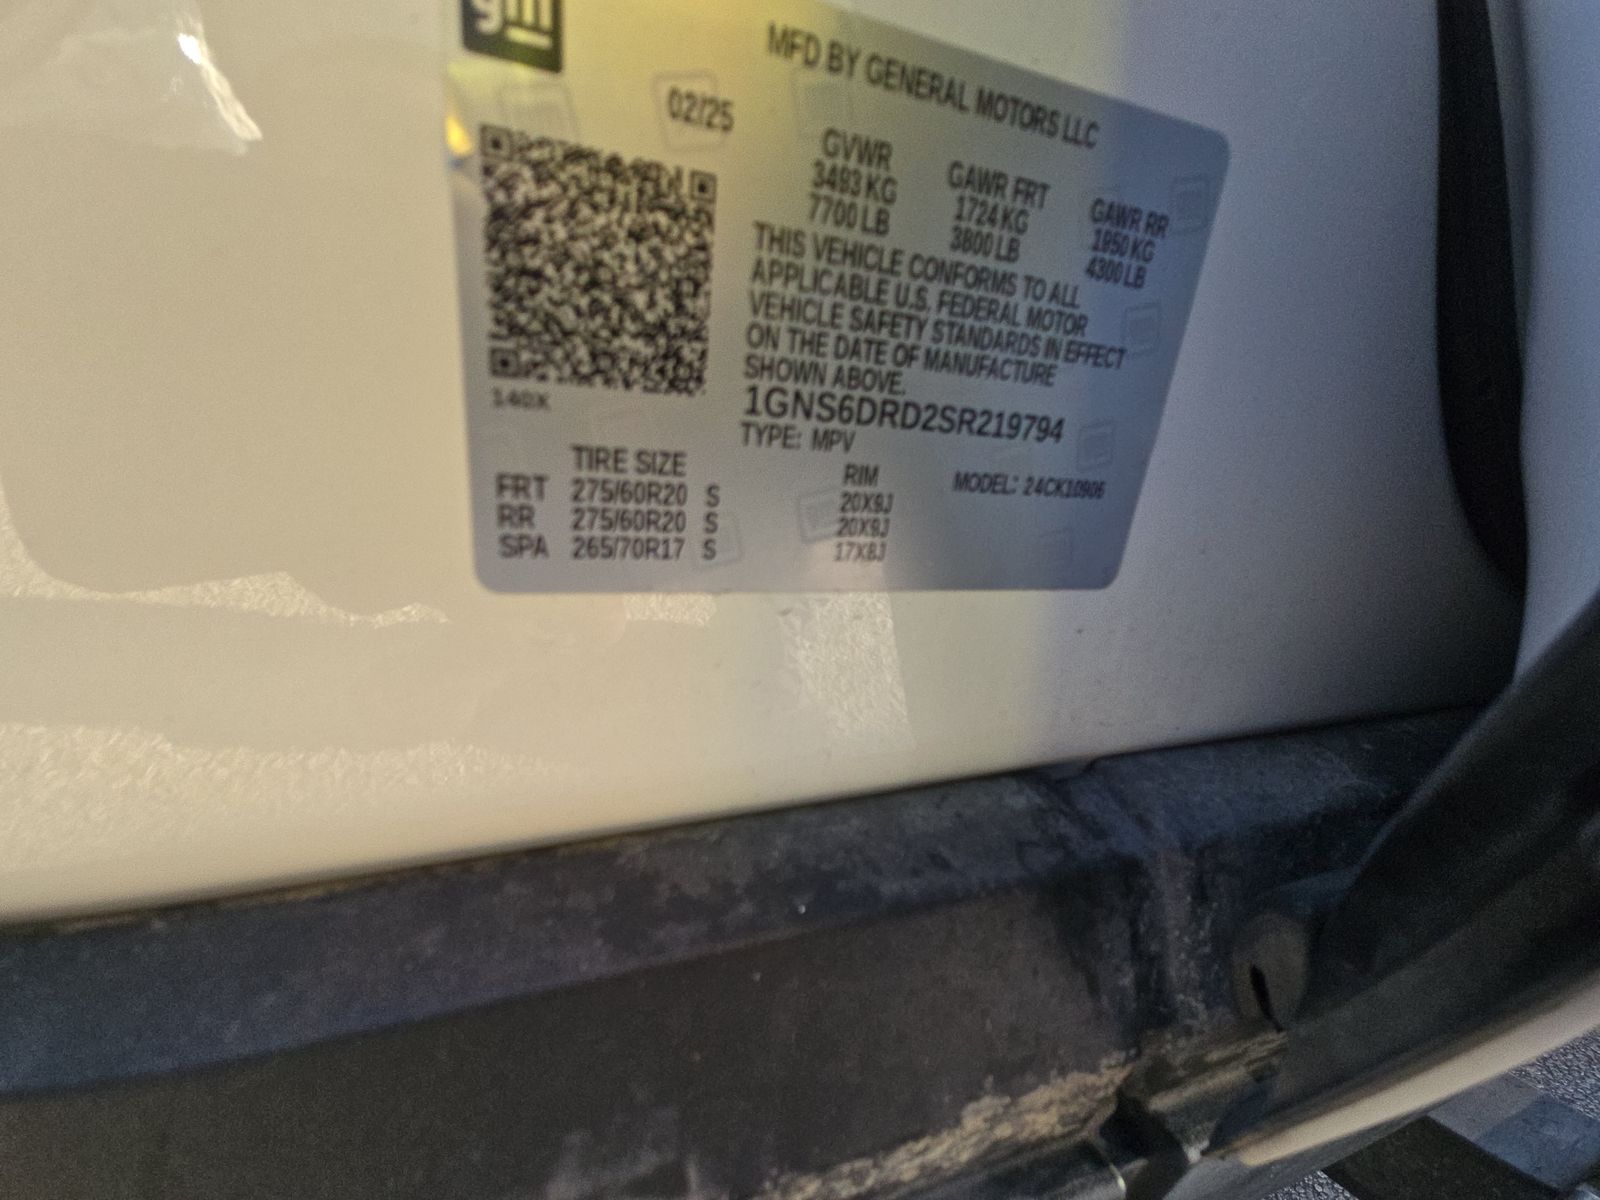 gm
MFD BY GENERAL MOTORS LLC
02/25
GVWR GAWR FRT GAWR RR
3493 KG 1724 KG 1950 KG
7700 LB 3800 LB 4300 LB
THIS VEHICLE CONFORMS TO ALL
APPLICABLE U.S. FEDERAL MOTOR
VEHICLE SAFETY STANDARDS IN EFFECT
ON THE DATE OF MANUFACTURE
SHOWN ABOVE.
140X
1GNS6DRD2SR219794
TYPE: MPV
TIRE SIZE RIM MODEL: 24CK10906
FRT 275/60R20 S 20X9J
RR 275/60R20 S 20X9J
SPA 265/70R17 S 17X8J